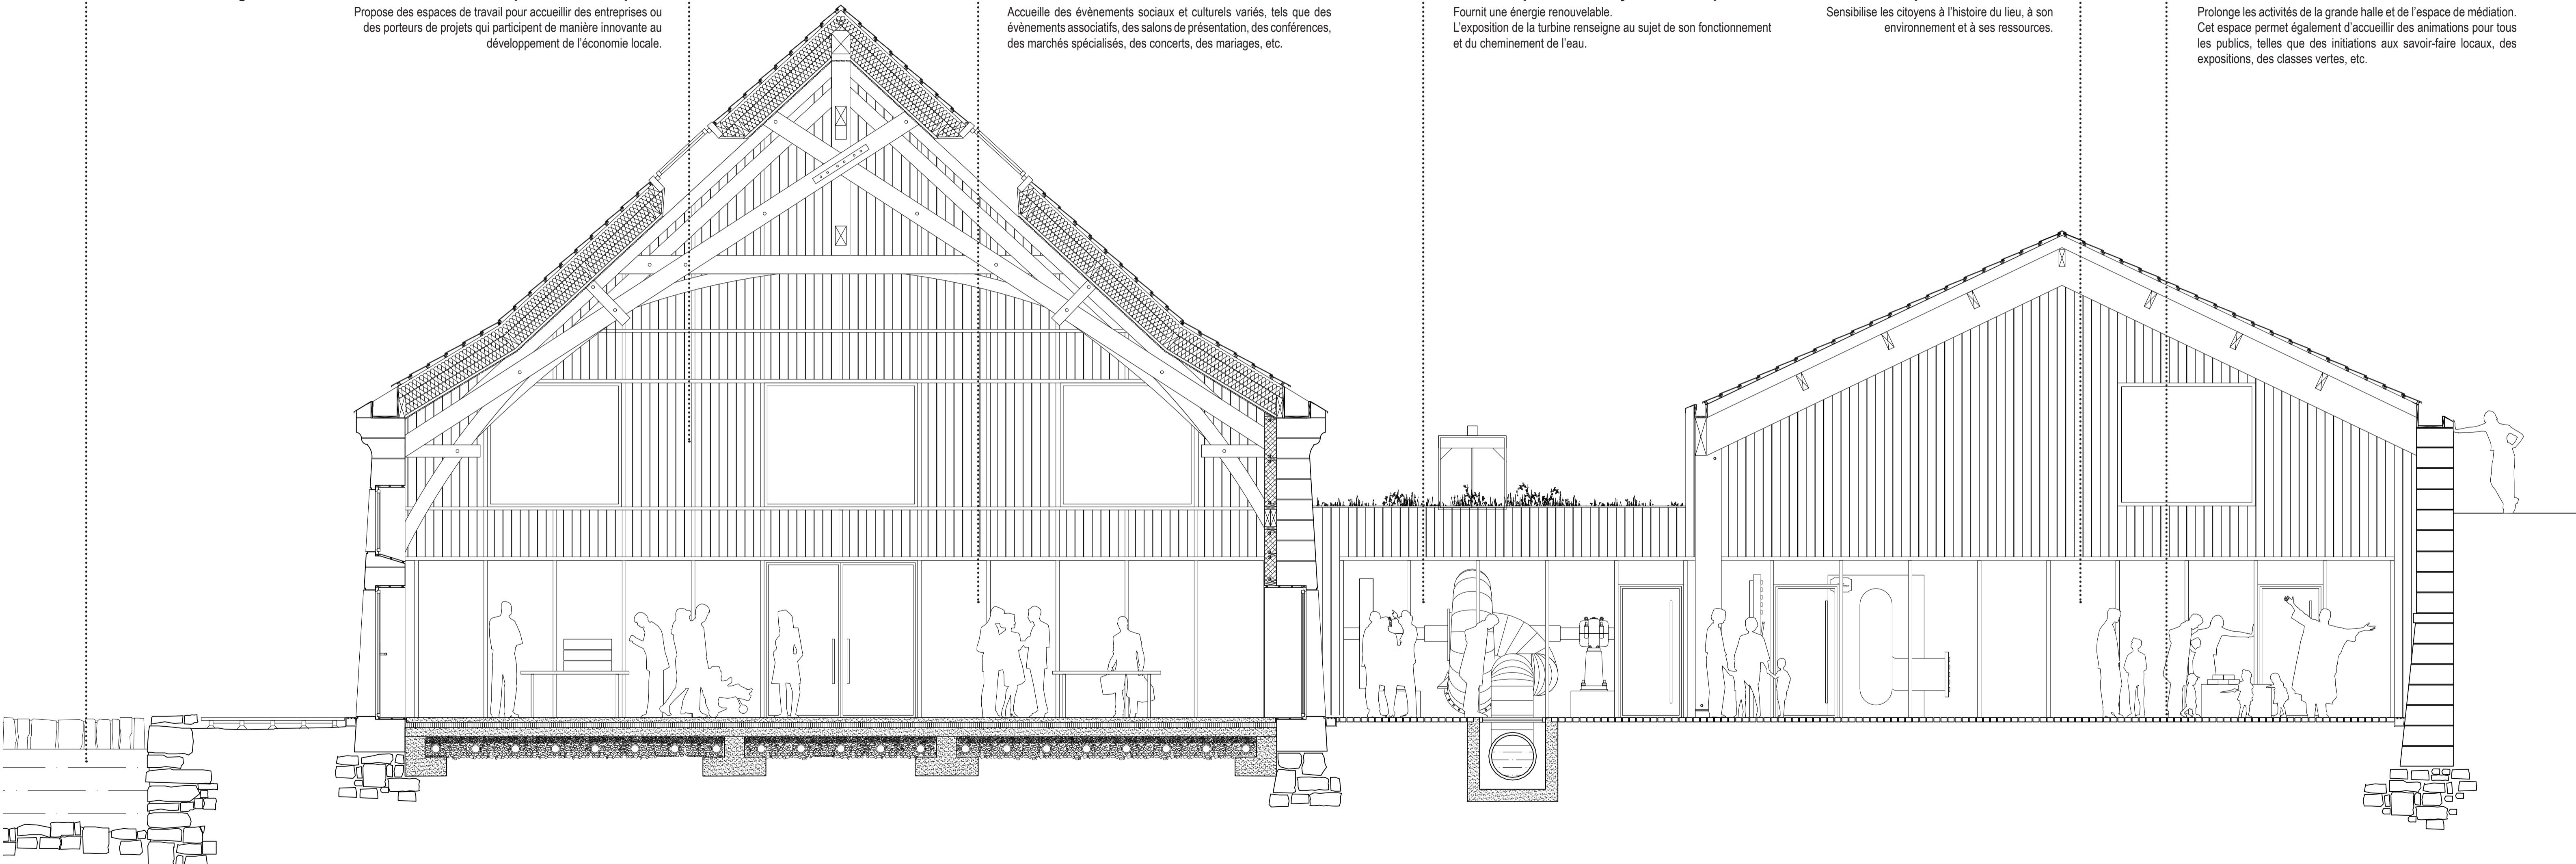 Propose des espaces de travail pour accueillir des entreprises ou
des porteurs de projets qui participent de manière innovante au
développement de l'économie locale.
Accueille des évènements sociaux et culturels variés, tels que des
évènements associatifs, des salons de présentation, des conférences,
des marchés spécialisés, des concerts, des mariages, etc.
Fournit une énergie renouvelable.
L'exposition de la turbine renseigne au sujet de son fonctionnement
et du cheminement de l'eau.
Sensibilise les citoyens à l'histoire du lieu, à son
environnement et à ses ressources.
Prolonge les activités de la grande halle et de l'espace de médiation.
Cet espace permet également d'accueillir des animations pour tous
les publics, telles que des initiations aux savoir-faire locaux, des
expositions, des classes vertes, etc.